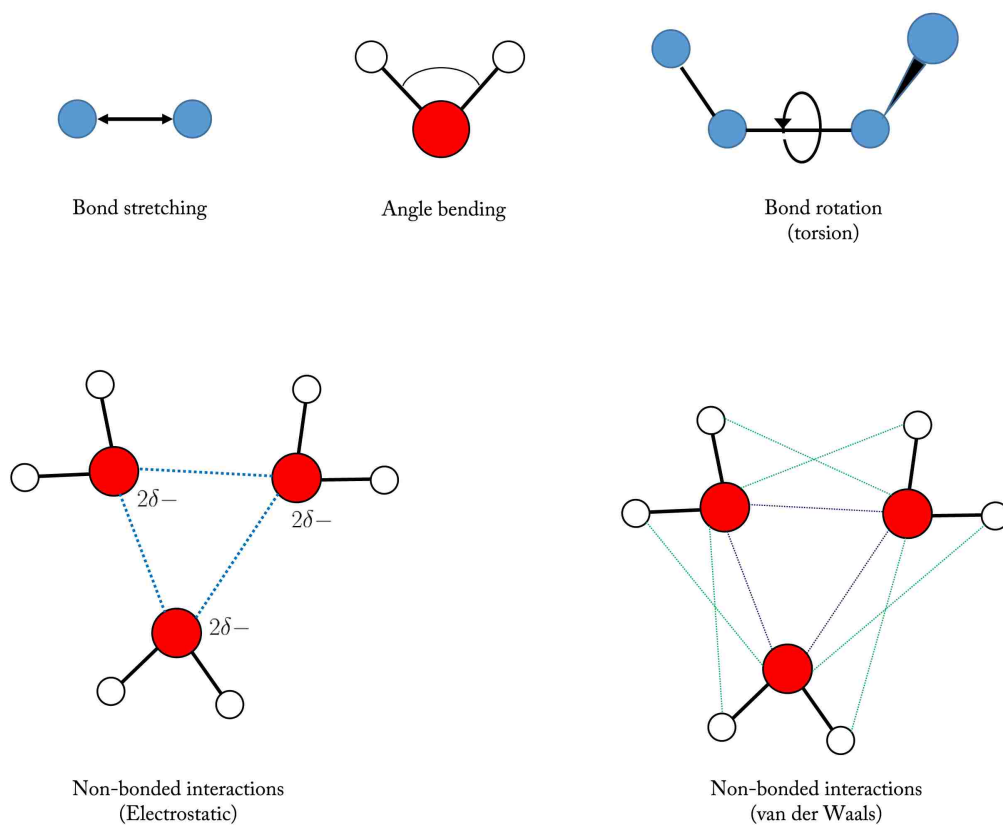 Bond stretching
Angle bending
Bond rotation
(torsion)
2δ−
2δ−
2δ−
Non-bonded interactions
(Electrostatic)
Non-bonded interactions
(van der Waals)